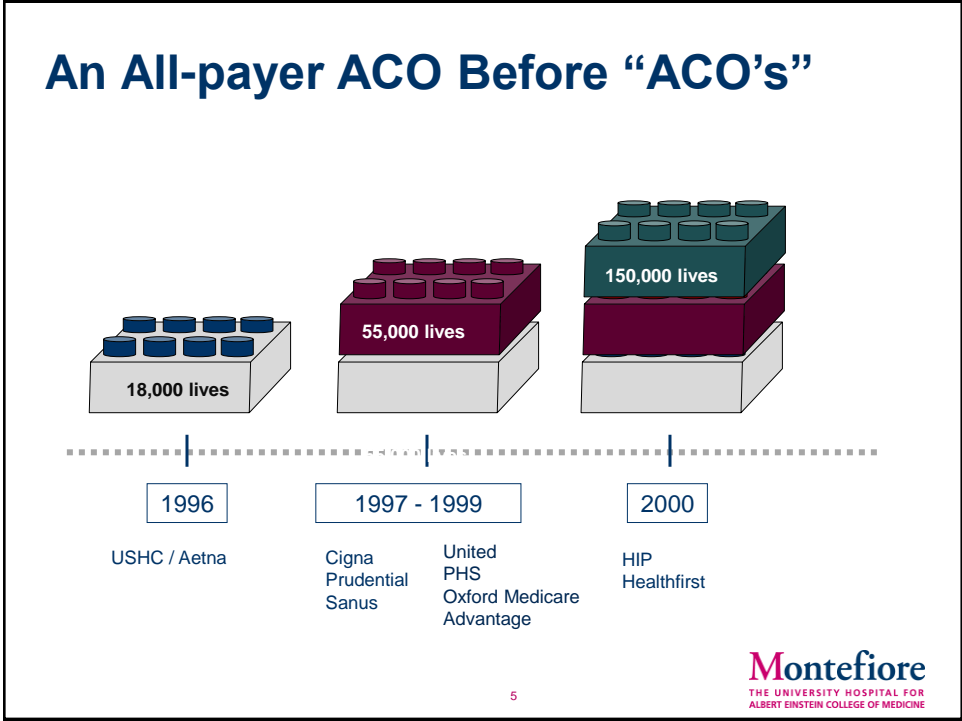 An All-payer ACO Before “ACO’s”
150,000 lives
55,000 lives
18,000 lives
1996
1997 - 1999
2000
USHC / Aetna
Cigna
Prudential
Sanus
United
PHS
Oxford Medicare
Advantage
HIP
Healthfirst
Montefiore
THE UNIVERSITY HOSPITAL FOR
ALBERT EINSTEIN COLLEGE OF MEDICINE
5